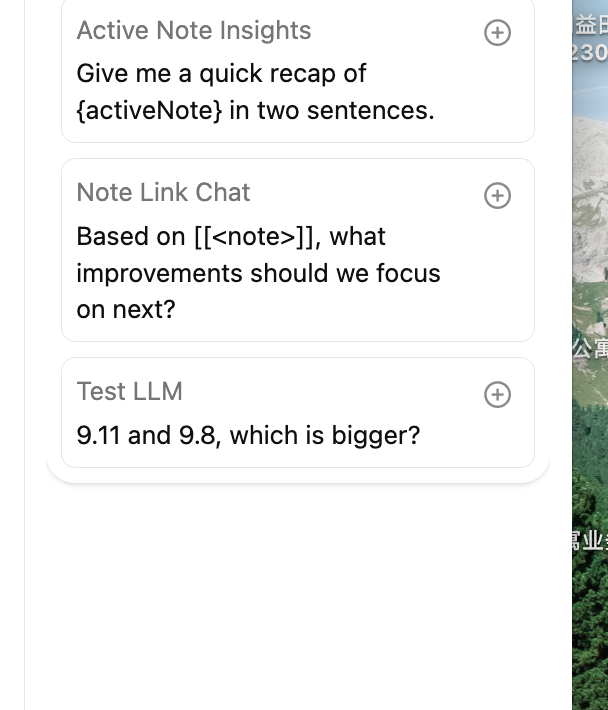 Active Note Insights
Give me a quick recap of
{activeNote} in two sentences.
Note Link Chat
Based on [[<note>]], what
improvements should we focus
on next?
Test LLM
9.11 and 9.8, which is bigger?
益田
230
公寓
寓业